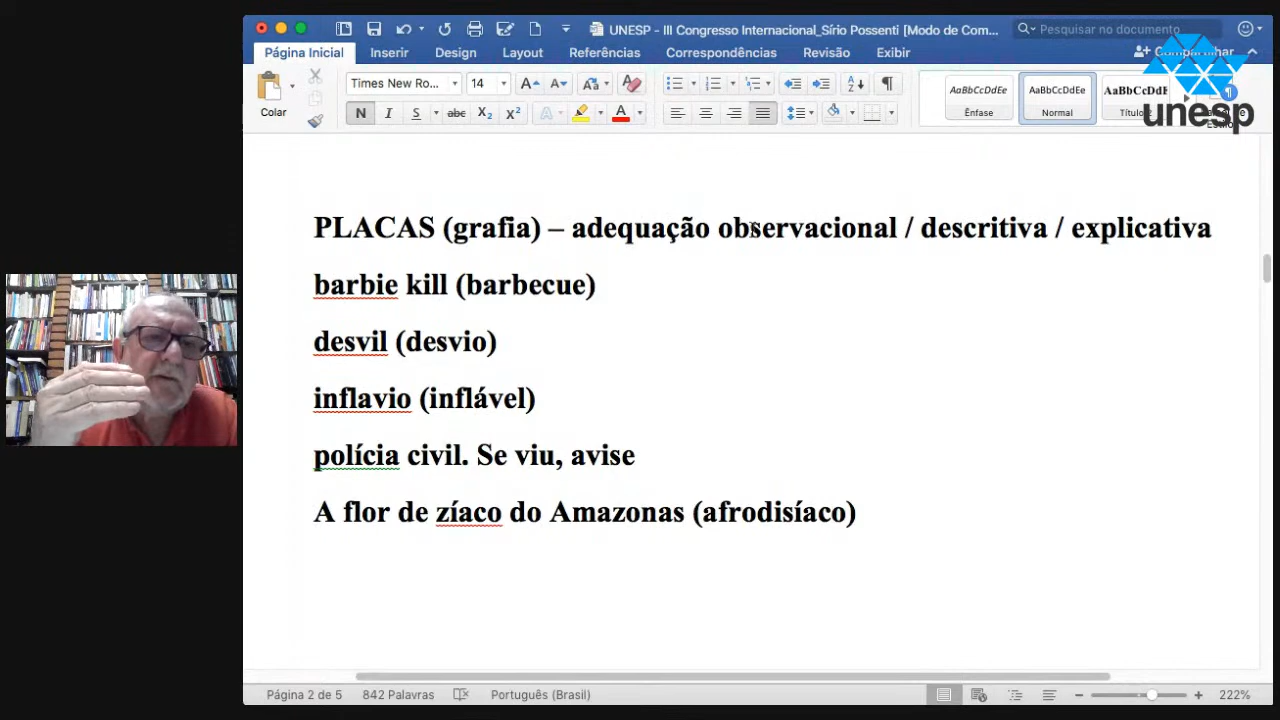 UNESP - III Congresso Internacional_Sírio Possenti [Modo de Com...
Pesquisar no documento
Página Inicial Inserir Design Layout Referências Correspondências Revisão Exibir Compartilhar
Colar
Times New Ro... 14
AaBbCcDdEe AaBbCcDdEe AaBbCcDdE
N I S abc X₂ X² A A
Ênfase Normal
unesp
PLACAS (grafia) – adequação observacional / descritiva / explicativa
barbie kill (barbecue)
desvil (desvio)
inflavio (inflável)
polícia civil. Se viu, avise
A flor de zíaco do Amazonas (afrodisíaco)
Página 2 de 5 842 Palavras Português (Brasil) 222%